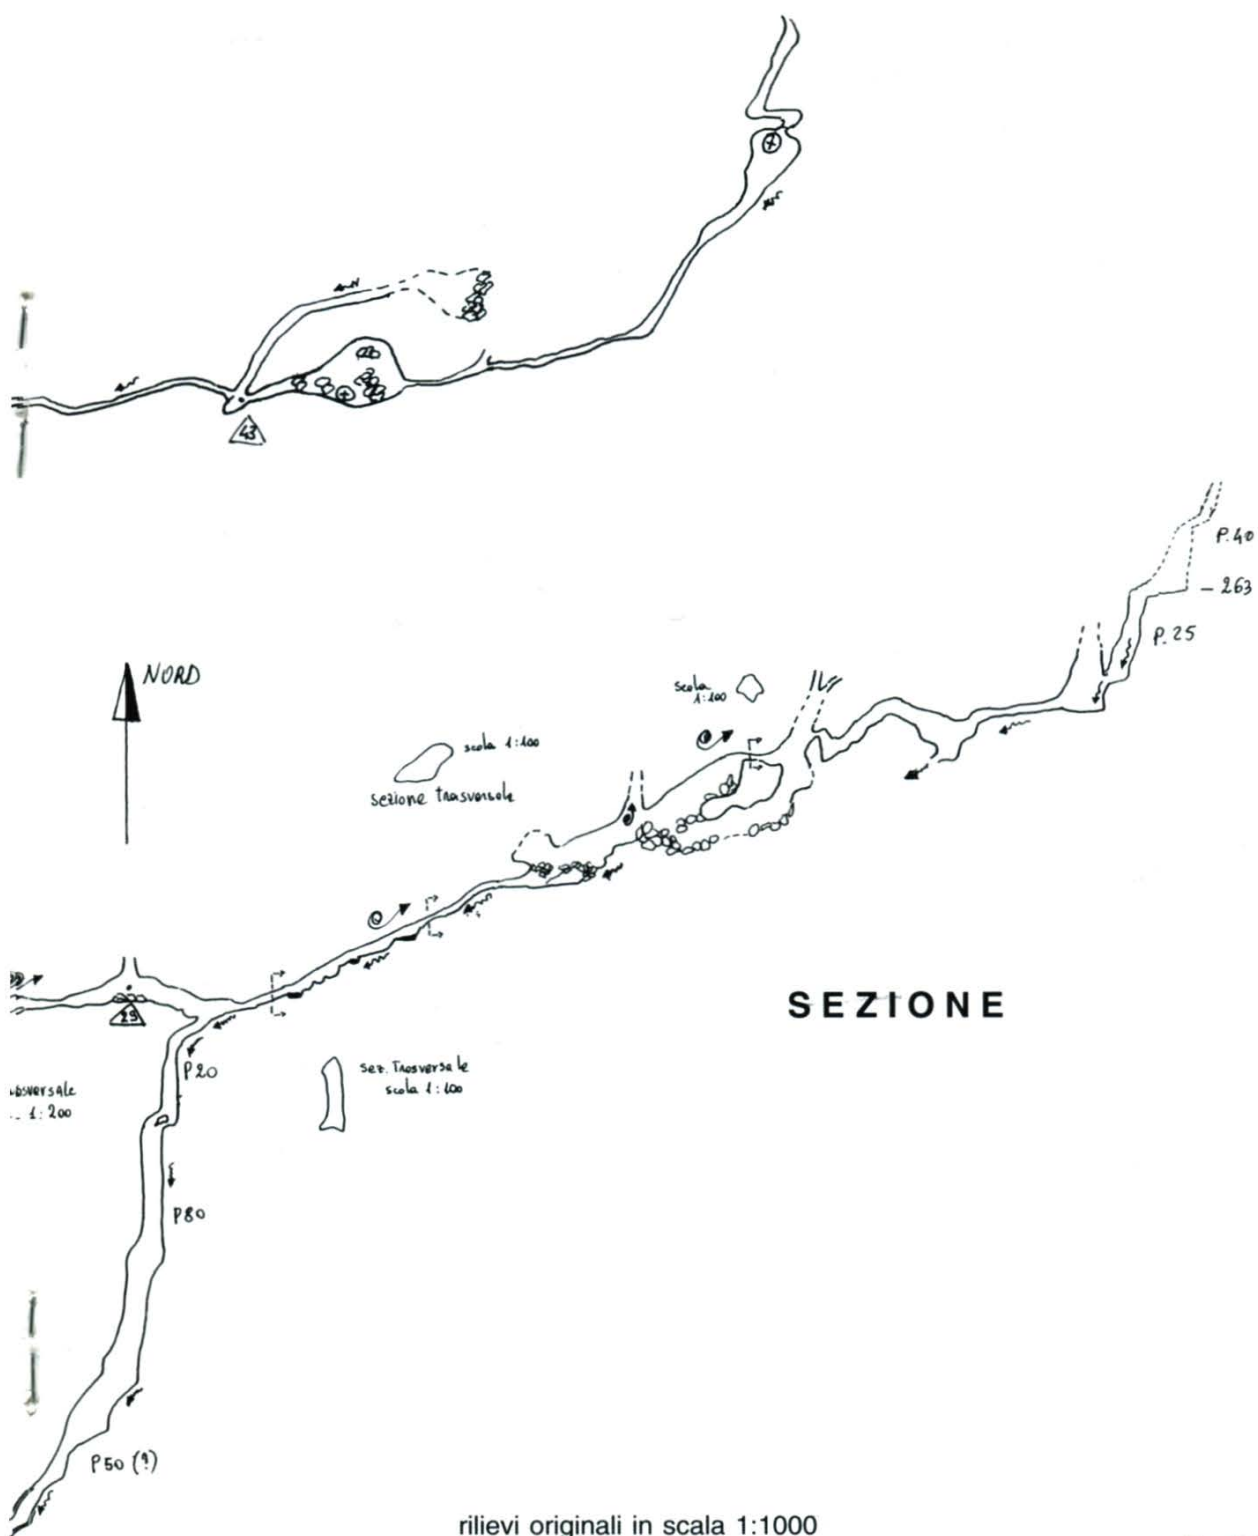 43
P.40
- 263
P. 25
NORD
scala
1:100
scala 1:100
sezione trasversale
SEZIONE
29
P20
sez. Trasversale
scala 1:100
1:200
P80
P50 (?)
rilievi originali in scala 1:1000